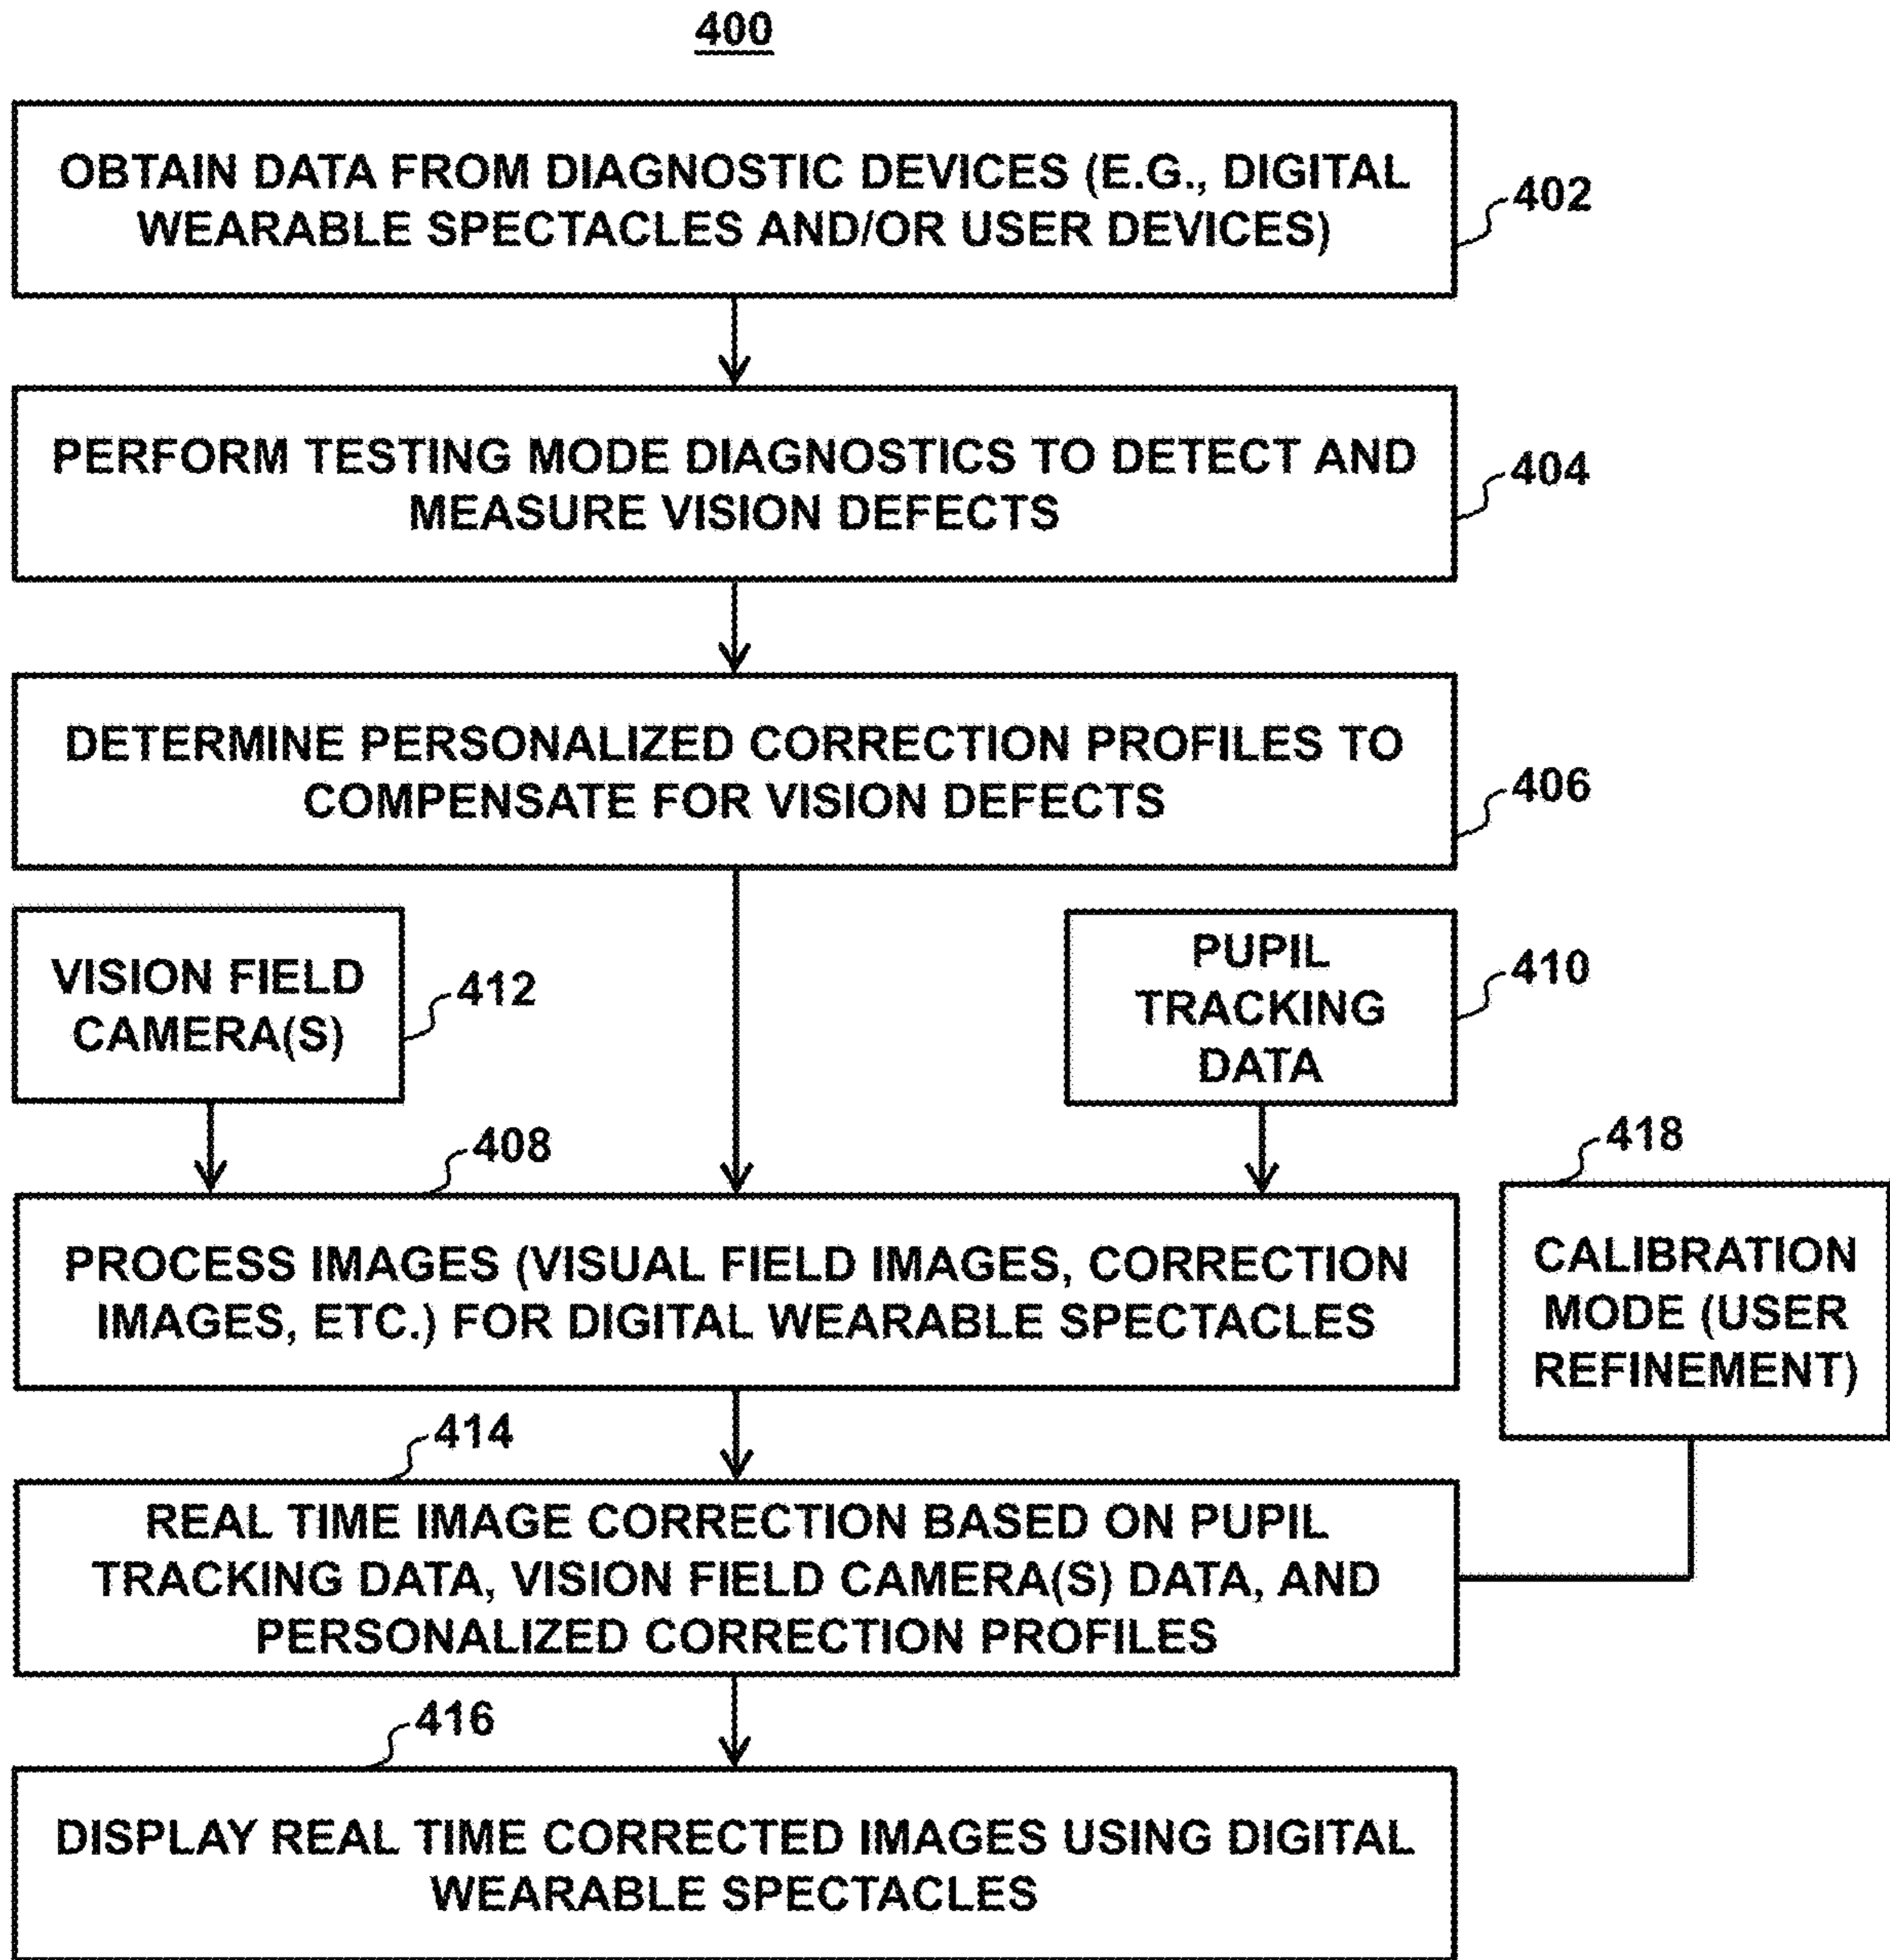 400
OBTAIN DATA FROM DIAGNOSTIC DEVICES (E.G., DIGITAL
WEARABLE SPECTACLES AND/OR USER DEVICES)
402
PERFORM TESTING MODE DIAGNOSTICS TO DETECT AND
MEASURE VISION DEFECTS
404
DETERMINE PERSONALIZED CORRECTION PROFILES TO
COMPENSATE FOR VISION DEFECTS
406
VISION FIELD
CAMERA(S)
412
PUPIL
TRACKING
DATA
410
408
PROCESS IMAGES (VISUAL FIELD IMAGES, CORRECTION
IMAGES, ETC.) FOR DIGITAL WEARABLE SPECTACLES
418
CALIBRATION
MODE (USER
REFINEMENT)
414
REAL TIME IMAGE CORRECTION BASED ON PUPIL
TRACKING DATA, VISION FIELD CAMERA(S) DATA, AND
PERSONALIZED CORRECTION PROFILES
416
DISPLAY REAL TIME CORRECTED IMAGES USING DIGITAL
WEARABLE SPECTACLES